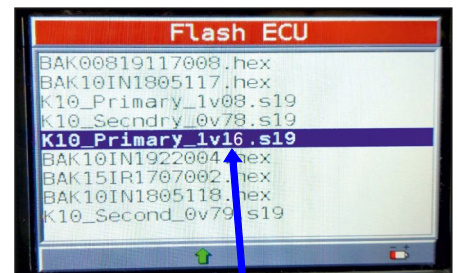 Flash ECU
BAK00819117008.hex
BAK10IN1805117.hex
K10_Primary_1v08.s19
K10_Secndry_0v78.s19
K10_Primary_1v16.s19
BAK10IN1922004.hex
BAK15IR1707002.hex
BAK10IN1805118.hex
K10_Second_0v79.s19